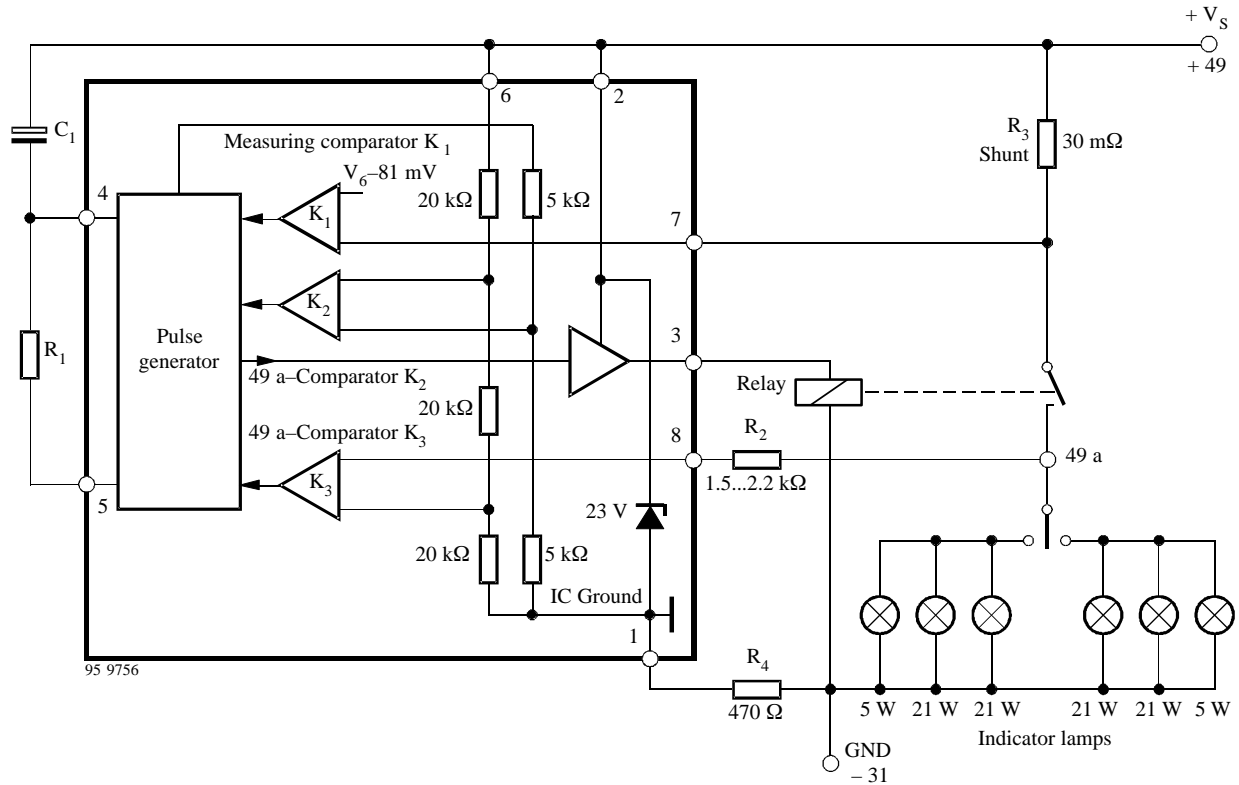 + V_S
+ 49
6
2
C_1
R_3
Shunt
30 mΩ
Measuring comparator K_1
V_6–81 mV
4
20 kΩ
5 kΩ
K_1
7
K_2
R_1
Pulse
generator
3
49 a–Comparator K_2
Relay
20 kΩ
49 a–Comparator K_3
8
R_2
49 a
K_3
1.5...2.2 kΩ
5
23 V
20 kΩ
5 kΩ
IC Ground
1
95 9756
R_4
470 Ω
5 W
21 W
21 W
21 W
21 W
5 W
Indicator lamps
GND
– 31